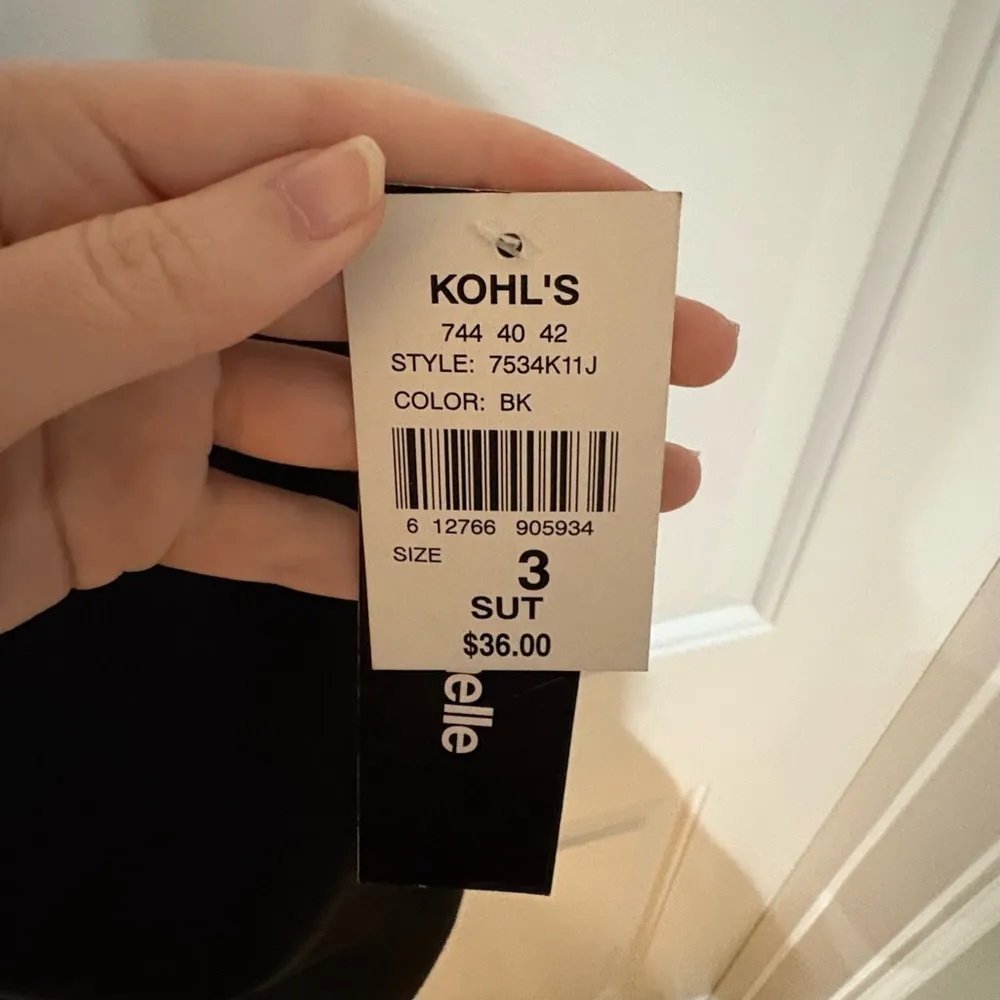 KOHL'S
744 40 42
STYLE: 7534K11J
COLOR: BK
6 12766 905934
SIZE 3
SUT
$36.00
elle